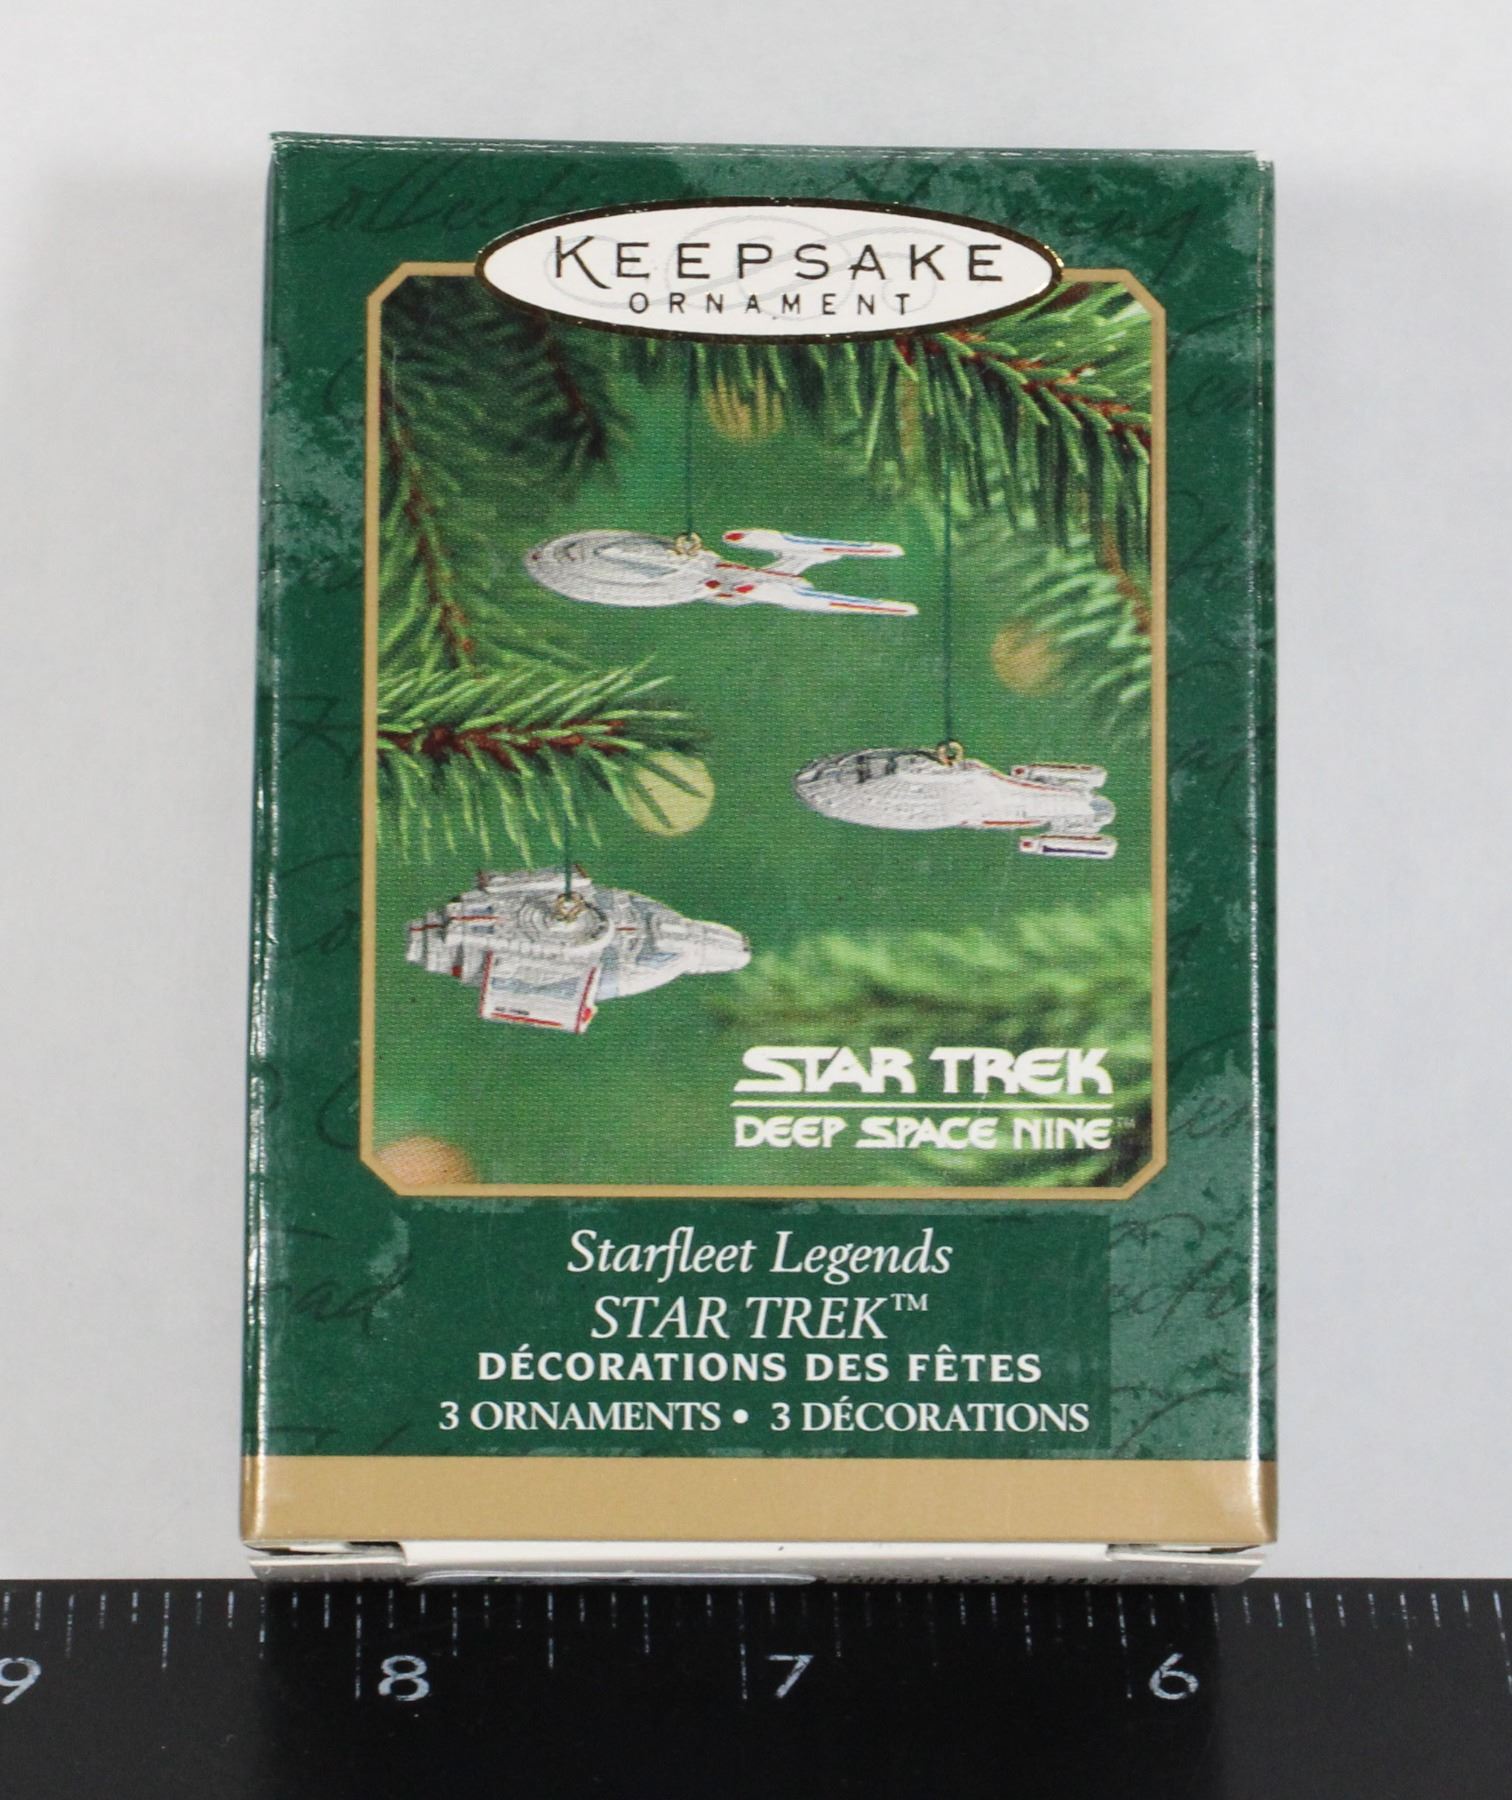 KEEPSAKE
ORNAMENT
STAR TREK
DEEP SPACE NINE™
Starfleet Legends
STAR TREK™
DÉCORATIONS DES FÊTES
3 ORNAMENTS • 3 DÉCORATIONS
9 8 7 6